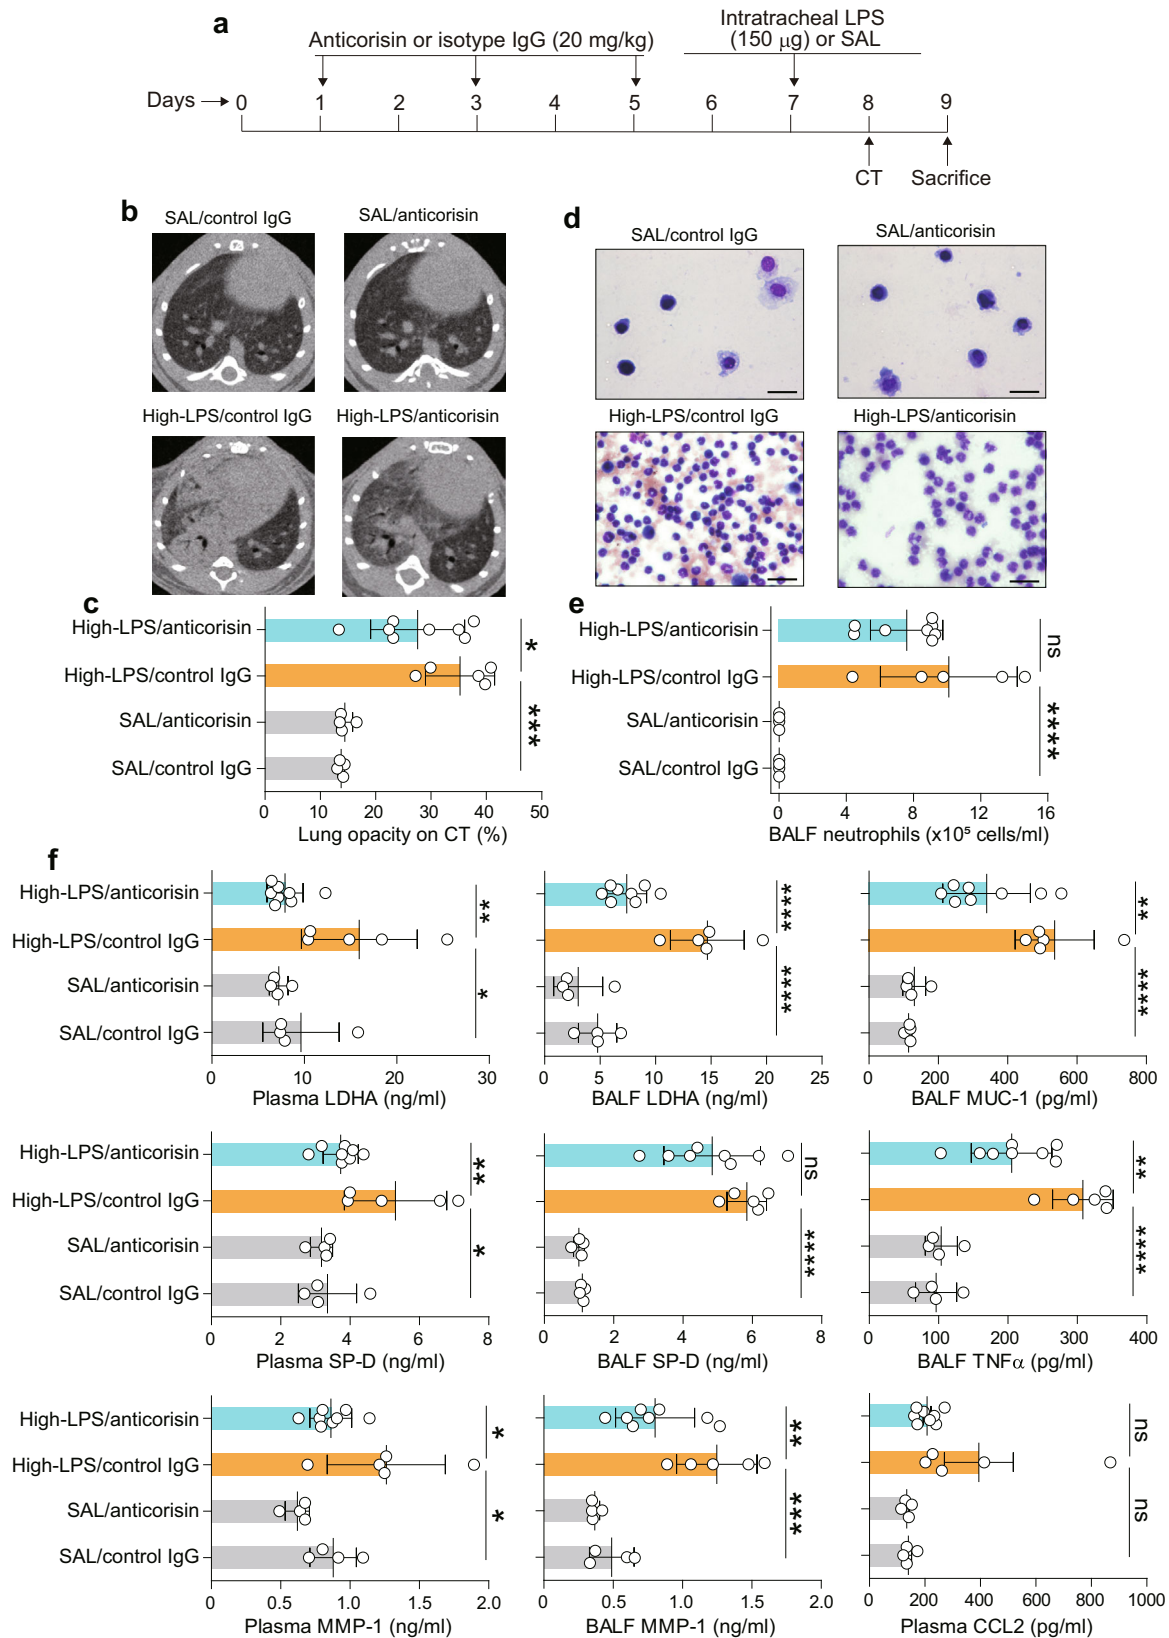 a
Anticorisin or isotype IgG (20 mg/kg)
Intratracheal LPS
(150 μg) or SAL
Days
0 1 2 3 4 5 6 7 8 9
CT Sacrifice
b
SAL/control IgG SAL/anticorisin
High-LPS/control IgG High-LPS/anticorisin
d
SAL/control IgG SAL/anticorisin
High-LPS/control IgG High-LPS/anticorisin
c
High-LPS/anticorisin
High-LPS/control IgG
SAL/anticorisin
SAL/control IgG
*
***
0 10 20 30 40 50
Lung opacity on CT (%)
e
High-LPS/anticorisin
High-LPS/control IgG
SAL/anticorisin
SAL/control IgG
ns
****
0 4 8 12 16
BALF neutrophils (x10⁵ cells/ml)
f
High-LPS/anticorisin
High-LPS/control IgG
SAL/anticorisin
SAL/control IgG
**
*
0 10 20 30
Plasma LDHA (ng/ml)
****
****
0 5 10 15 20 25
BALF LDHA (ng/ml)
**
****
0 200 400 600 800
BALF MUC-1 (pg/ml)
High-LPS/anticorisin
High-LPS/control IgG
SAL/anticorisin
SAL/control IgG
**
*
0 2 4 6 8
Plasma SP-D (ng/ml)
ns
****
0 2 4 6 8
BALF SP-D (ng/ml)
**
****
0 100 200 300 400
BALF TNFα (pg/ml)
High-LPS/anticorisin
High-LPS/control IgG
SAL/anticorisin
SAL/control IgG
*
*
0 0.5 1.0 1.5 2.0
Plasma MMP-1 (ng/ml)
**
***
0 0.5 1.0 1.5 2.0
BALF MMP-1 (ng/ml)
ns
ns
0 200 400 600 800 1000
Plasma CCL2 (pg/ml)